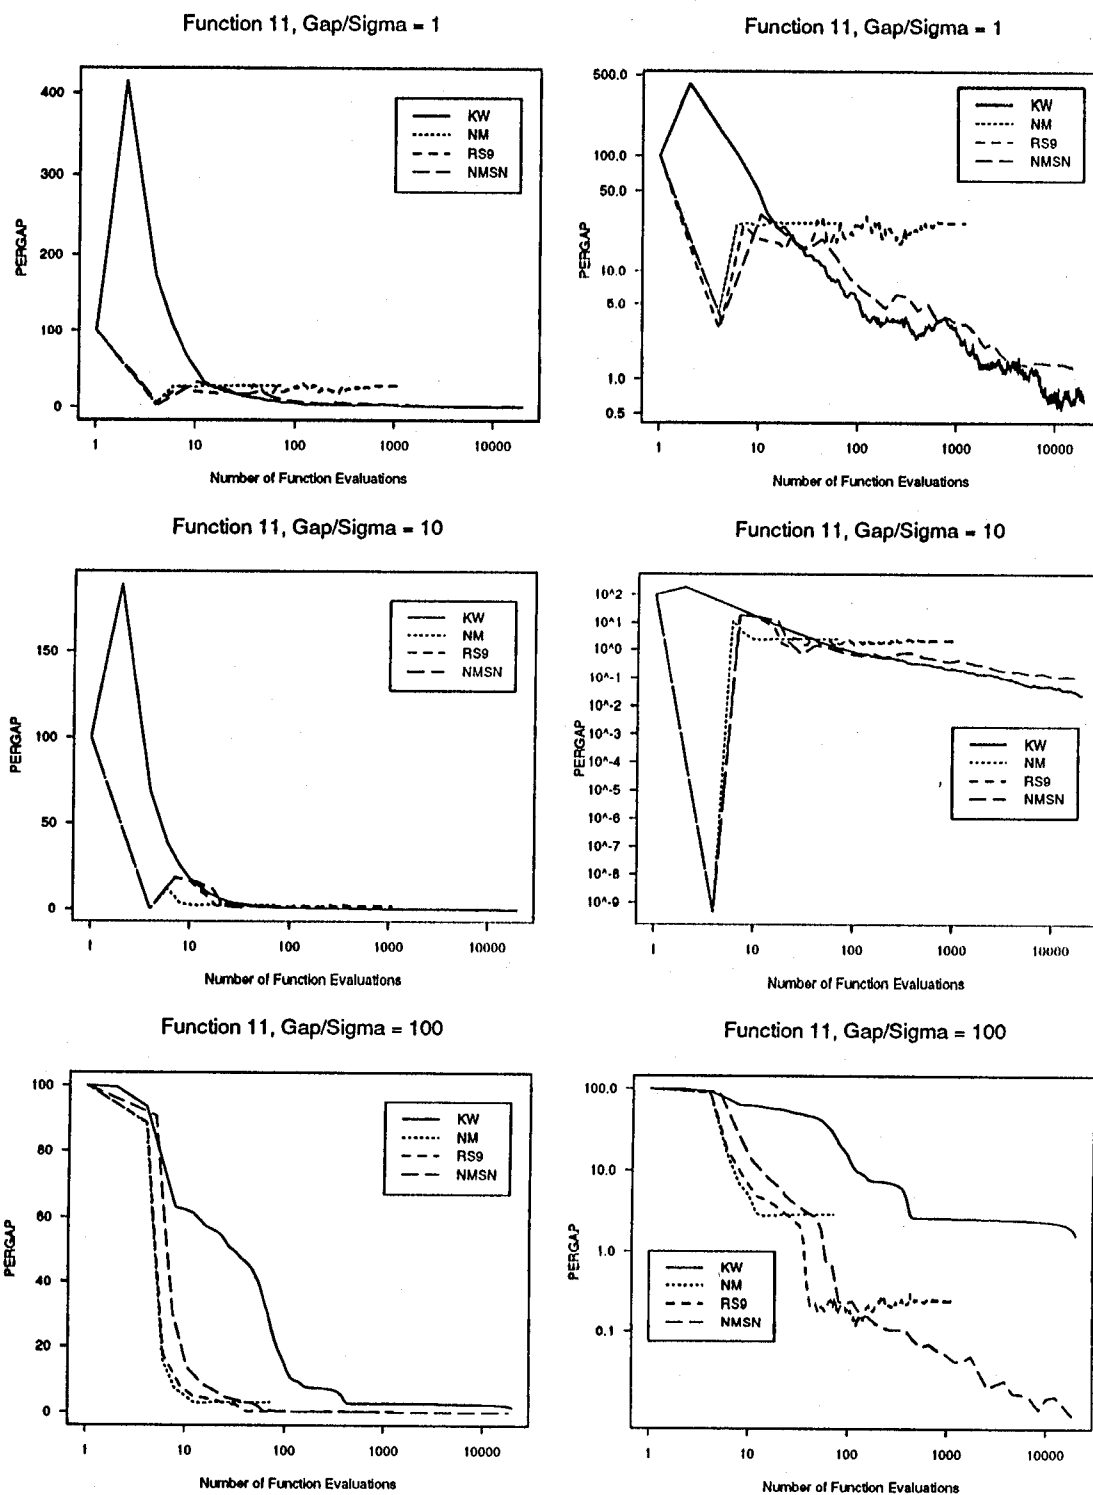 Function 11, Gap/Sigma = 1
PERGAP
400
300
200
100
0
KW
NM
RS9
NMSN
1
10
100
1000
10000
Number of Function Evaluations
Function 11, Gap/Sigma = 1
PERGAP
500.0
100.0
50.0
10.0
5.0
1.0
0.5
KW
NM
RS9
NMSN
1
10
100
1000
10000
Number of Function Evaluations
Function 11, Gap/Sigma = 10
PERGAP
150
100
50
0
KW
NM
RS9
NMSN
1
10
100
1000
10000
Number of Function Evaluations
Function 11, Gap/Sigma = 10
PERGAP
10^2
10^1
10^0
10^-1
10^-2
10^-3
10^-4
10^-5
10^-6
10^-7
10^-8
10^-9
KW
NM
RS9
NMSN
1
10
100
1000
10000
Number of Function Evaluations
Function 11, Gap/Sigma = 100
PERGAP
100
80
60
40
20
0
KW
NM
RS9
NMSN
1
10
100
1000
10000
Number of Function Evaluations
Function 11, Gap/Sigma = 100
PERGAP
100.0
10.0
1.0
0.1
KW
NM
RS9
NMSN
1
10
100
1000
10000
Number of Function Evaluations